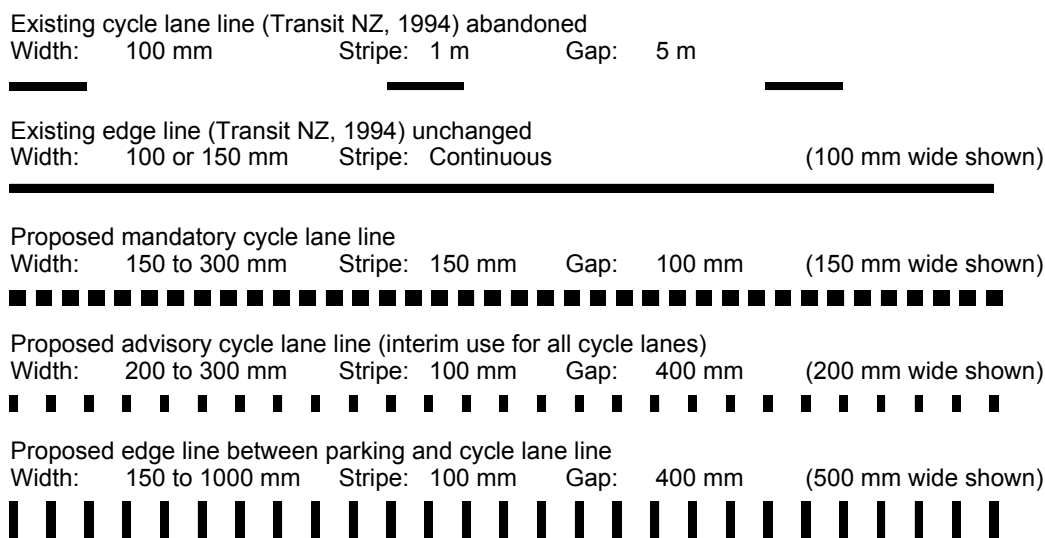 Existing cycle lane line (Transit NZ, 1994) abandoned
Width: 100 mm Stripe: 1 m Gap: 5 m
Existing edge line (Transit NZ, 1994) unchanged
Width: 100 or 150 mm Stripe: Continuous (100 mm wide shown)
Proposed mandatory cycle lane line
Width: 150 to 300 mm Stripe: 150 mm Gap: 100 mm (150 mm wide shown)
Proposed advisory cycle lane line (interim use for all cycle lanes)
Width: 200 to 300 mm Stripe: 100 mm Gap: 400 mm (200 mm wide shown)
Proposed edge line between parking and cycle lane line
Width: 150 to 1000 mm Stripe: 100 mm Gap: 400 mm (500 mm wide shown)